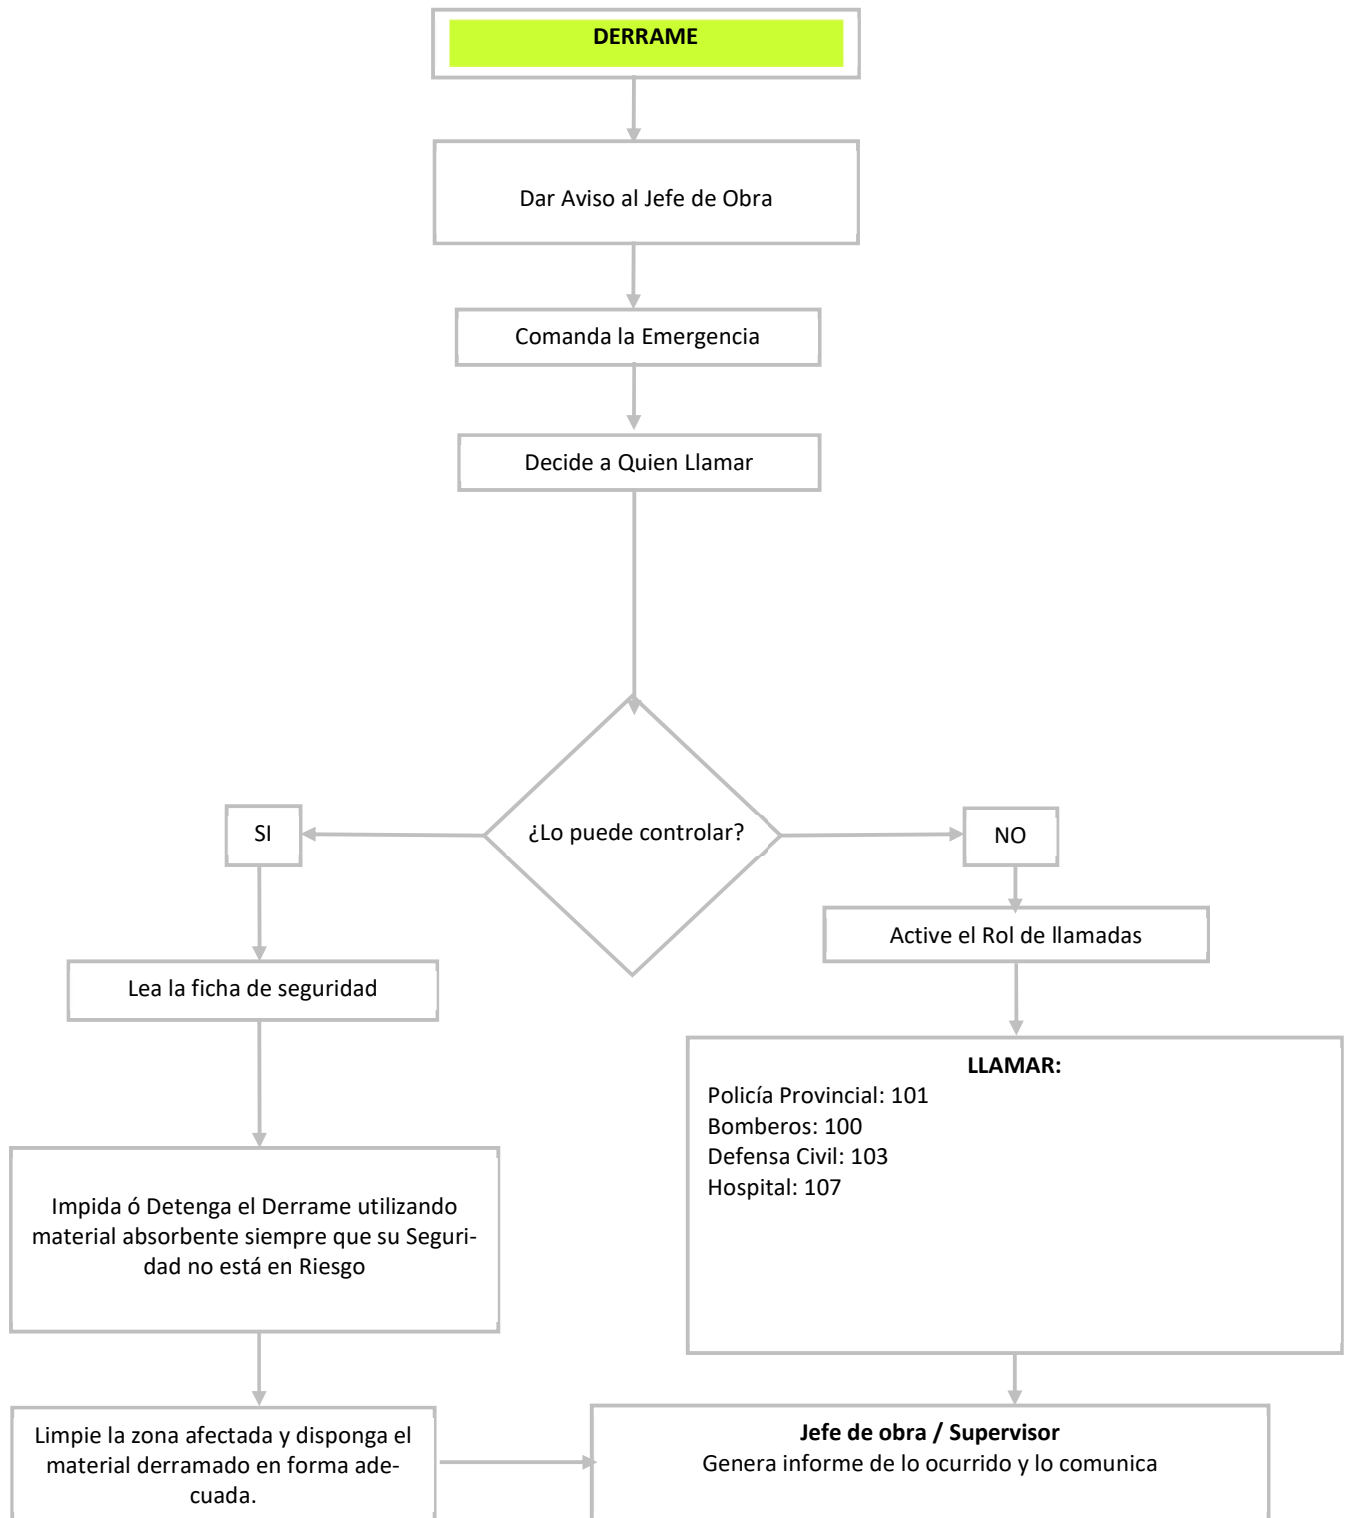 DERRAME
Dar Aviso al Jefe de Obra
Comanda la Emergencia
Decide a Quien Llamar
¿Lo puede controlar?
SI
NO
Active el Rol de llamadas
Lea la ficha de seguridad
LLAMAR:
Policía Provincial: 101
Bomberos: 100
Defensa Civil: 103
Hospital: 107
Impida ó Detenga el Derrame utilizando
material absorbente siempre que su Seguri-
dad no está en Riesgo
Limpie la zona afectada y disponga el
material derramado en forma ade-
cuada.
Jefe de obra / Supervisor
Genera informe de lo ocurrido y lo comunica